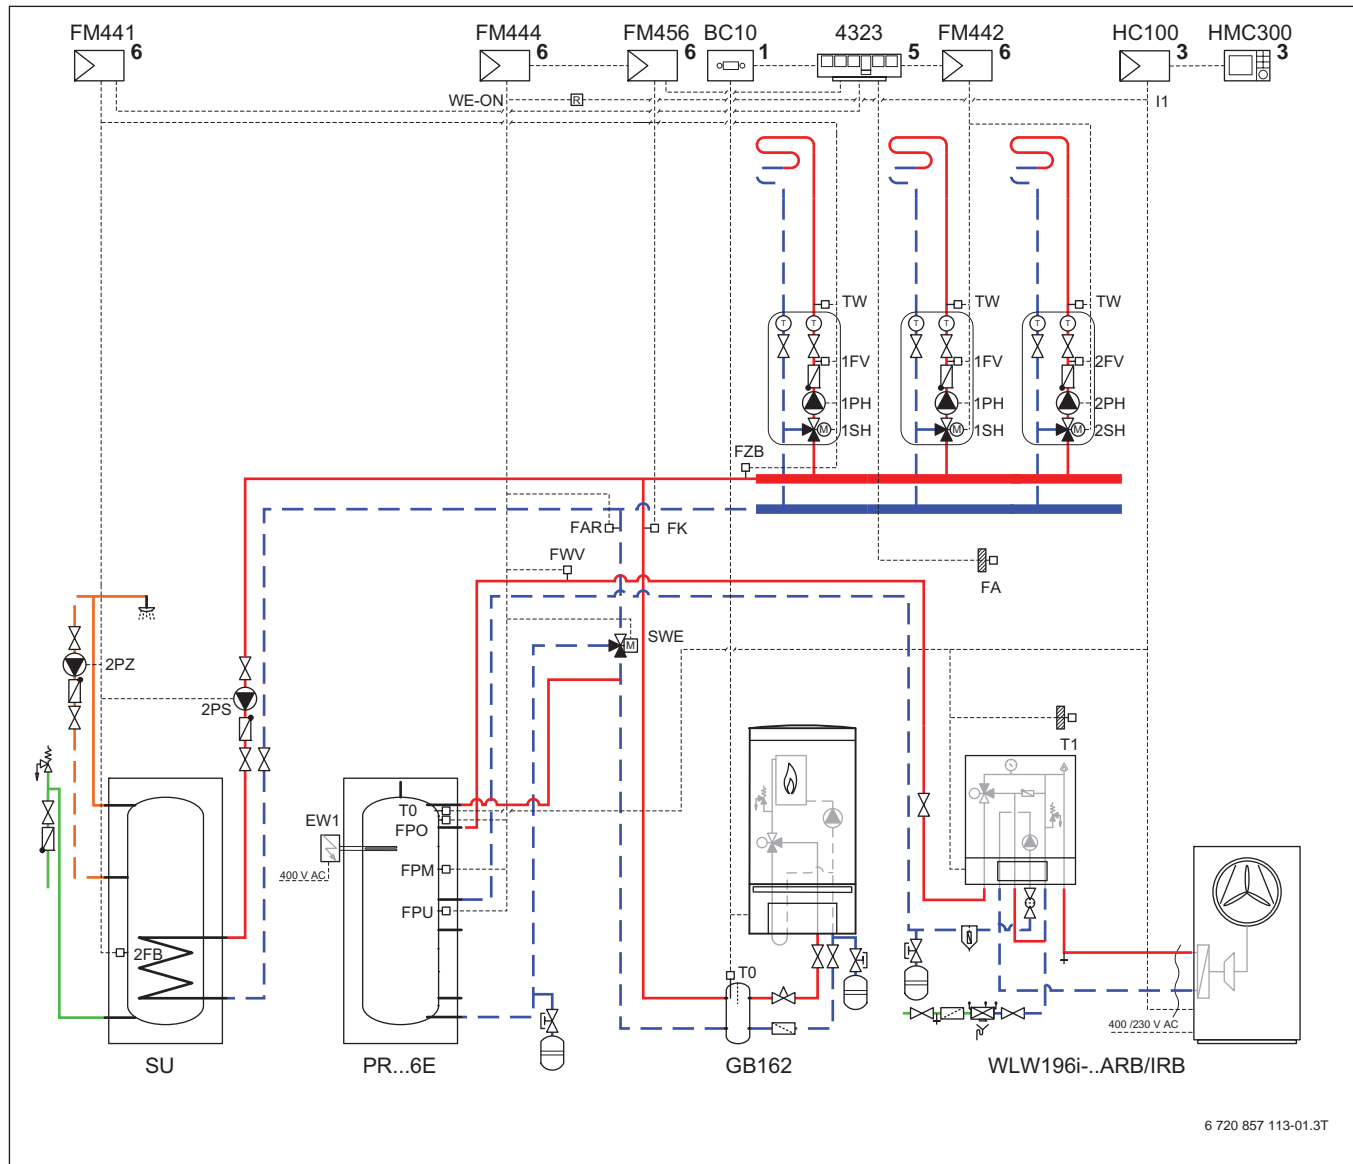 FM441 FM444 FM456 BC10 4323 FM442 HC100 HMC300
6 6 6 1 5 6 3 3
WE-ON R I1
TW TW TW
T T T T T T
1FV 1FV 2FV
1PH 1PH 2PH
M 1SH M 1SH M 2SH
FZB
FAR FK
FWV
FA
M SWE
2PZ
2PS
T1
T0
EW1 FPO
FPM
400 V AC
FPU
2FB
T0
400 /230 V AC
SU PR...6E GB162 WLW196i-..ARB/IRB
6 720 857 113-01.3T